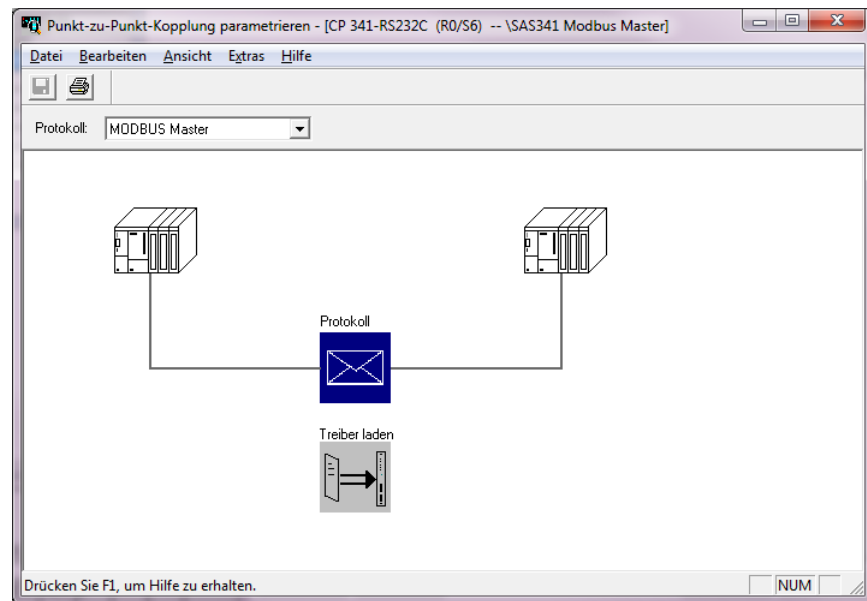 Punkt-zu-Punkt-Kopplung parametrieren - [CP 341-RS232C (R0/S6) -- \SAS341 Modbus Master]
Datei Bearbeiten Ansicht Extras Hilfe
Protokoll: MODBUS Master
Protokoll
Treiber laden
Drücken Sie F1, um Hilfe zu erhalten. NUM